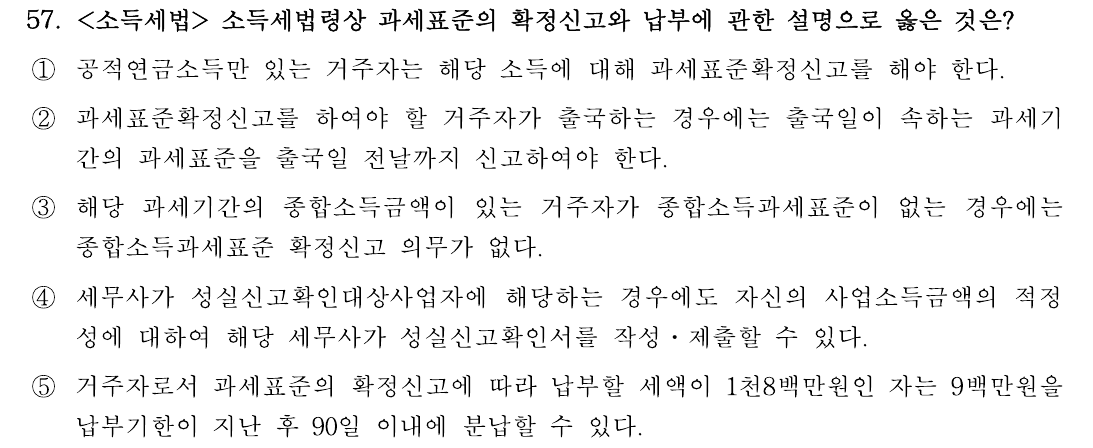 57. <소득세법> 소득세법령상 과세표준의 확정신고와 납부에 관한 설명으로 옳은 것은?
① 공적연금소득만 있는 거주자는 해당 소득에 대해 과세표준확정신고를 해야 한다.
② 과세표준확정신고를 하여야 할 거주자가 출국하는 경우에는 출국일이 속하는 과세기
간의 과세표준을 출국일 전날까지 신고하여야 한다.
③ 해당 과세기간의 종합소득금액이 있는 거주자가 종합소득과세표준이 없는 경우에는
종합소득과세표준 확정신고 의무가 없다.
④ 세무사가 성실신고확인대상사업자에 해당하는 경우에도 자신의 사업소득금액의 적정
성에 대하여 해당 세무사가 성실신고확인서를 작성·제출할 수 있다.
⑤ 거주자로서 과세표준의 확정신고에 따라 납부할 세액이 1천8백만원인 자는 9백만원을
납부기한이 지난 후 90일 이내에 분납할 수 있다.